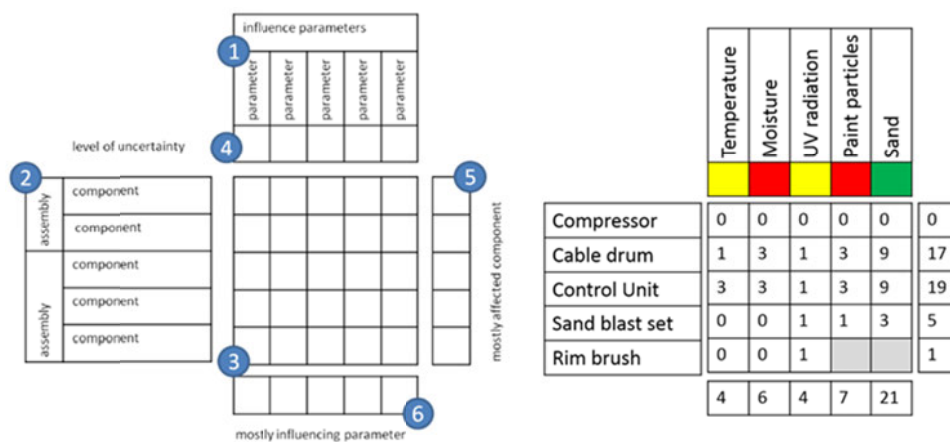 influence parameters
1
parameter
parameter
parameter
parameter
parameter
level of uncertainty
4
2
5
assembly
component
component
assembly
component
component
component
mostly affected component
3
6
mostly influencing parameter
Temperature
Moisture
UV radiation
Paint particles
Sand
Compressor 0 0 0 0 0 0
Cable drum 1 3 1 3 9 17
Control Unit 3 3 1 3 9 19
Sand blast set 0 0 1 1 3 5
Rim brush 0 0 1 1
4 6 4 7 21